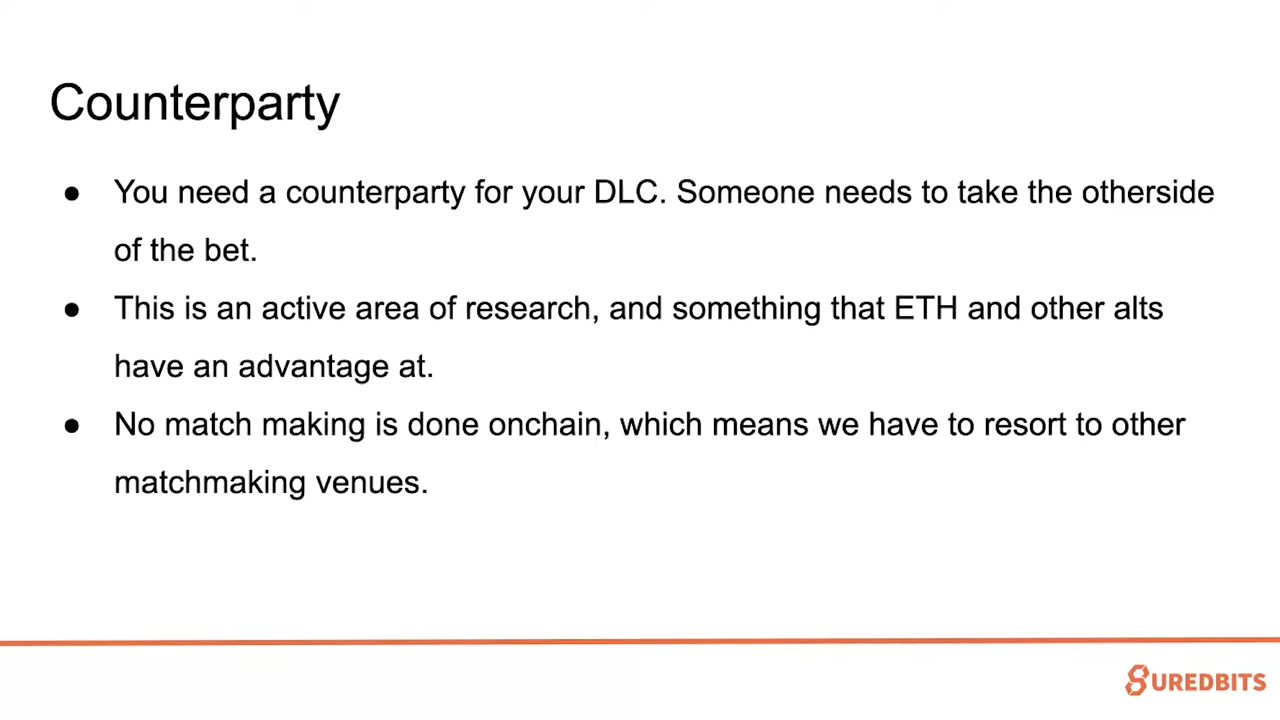 Counterparty
● You need a counterparty for your DLC. Someone needs to take the otherside
of the bet.
● This is an active area of research, and something that ETH and other alts
have an advantage at.
● No match making is done onchain, which means we have to resort to other
matchmaking venues.
SUREDBITS